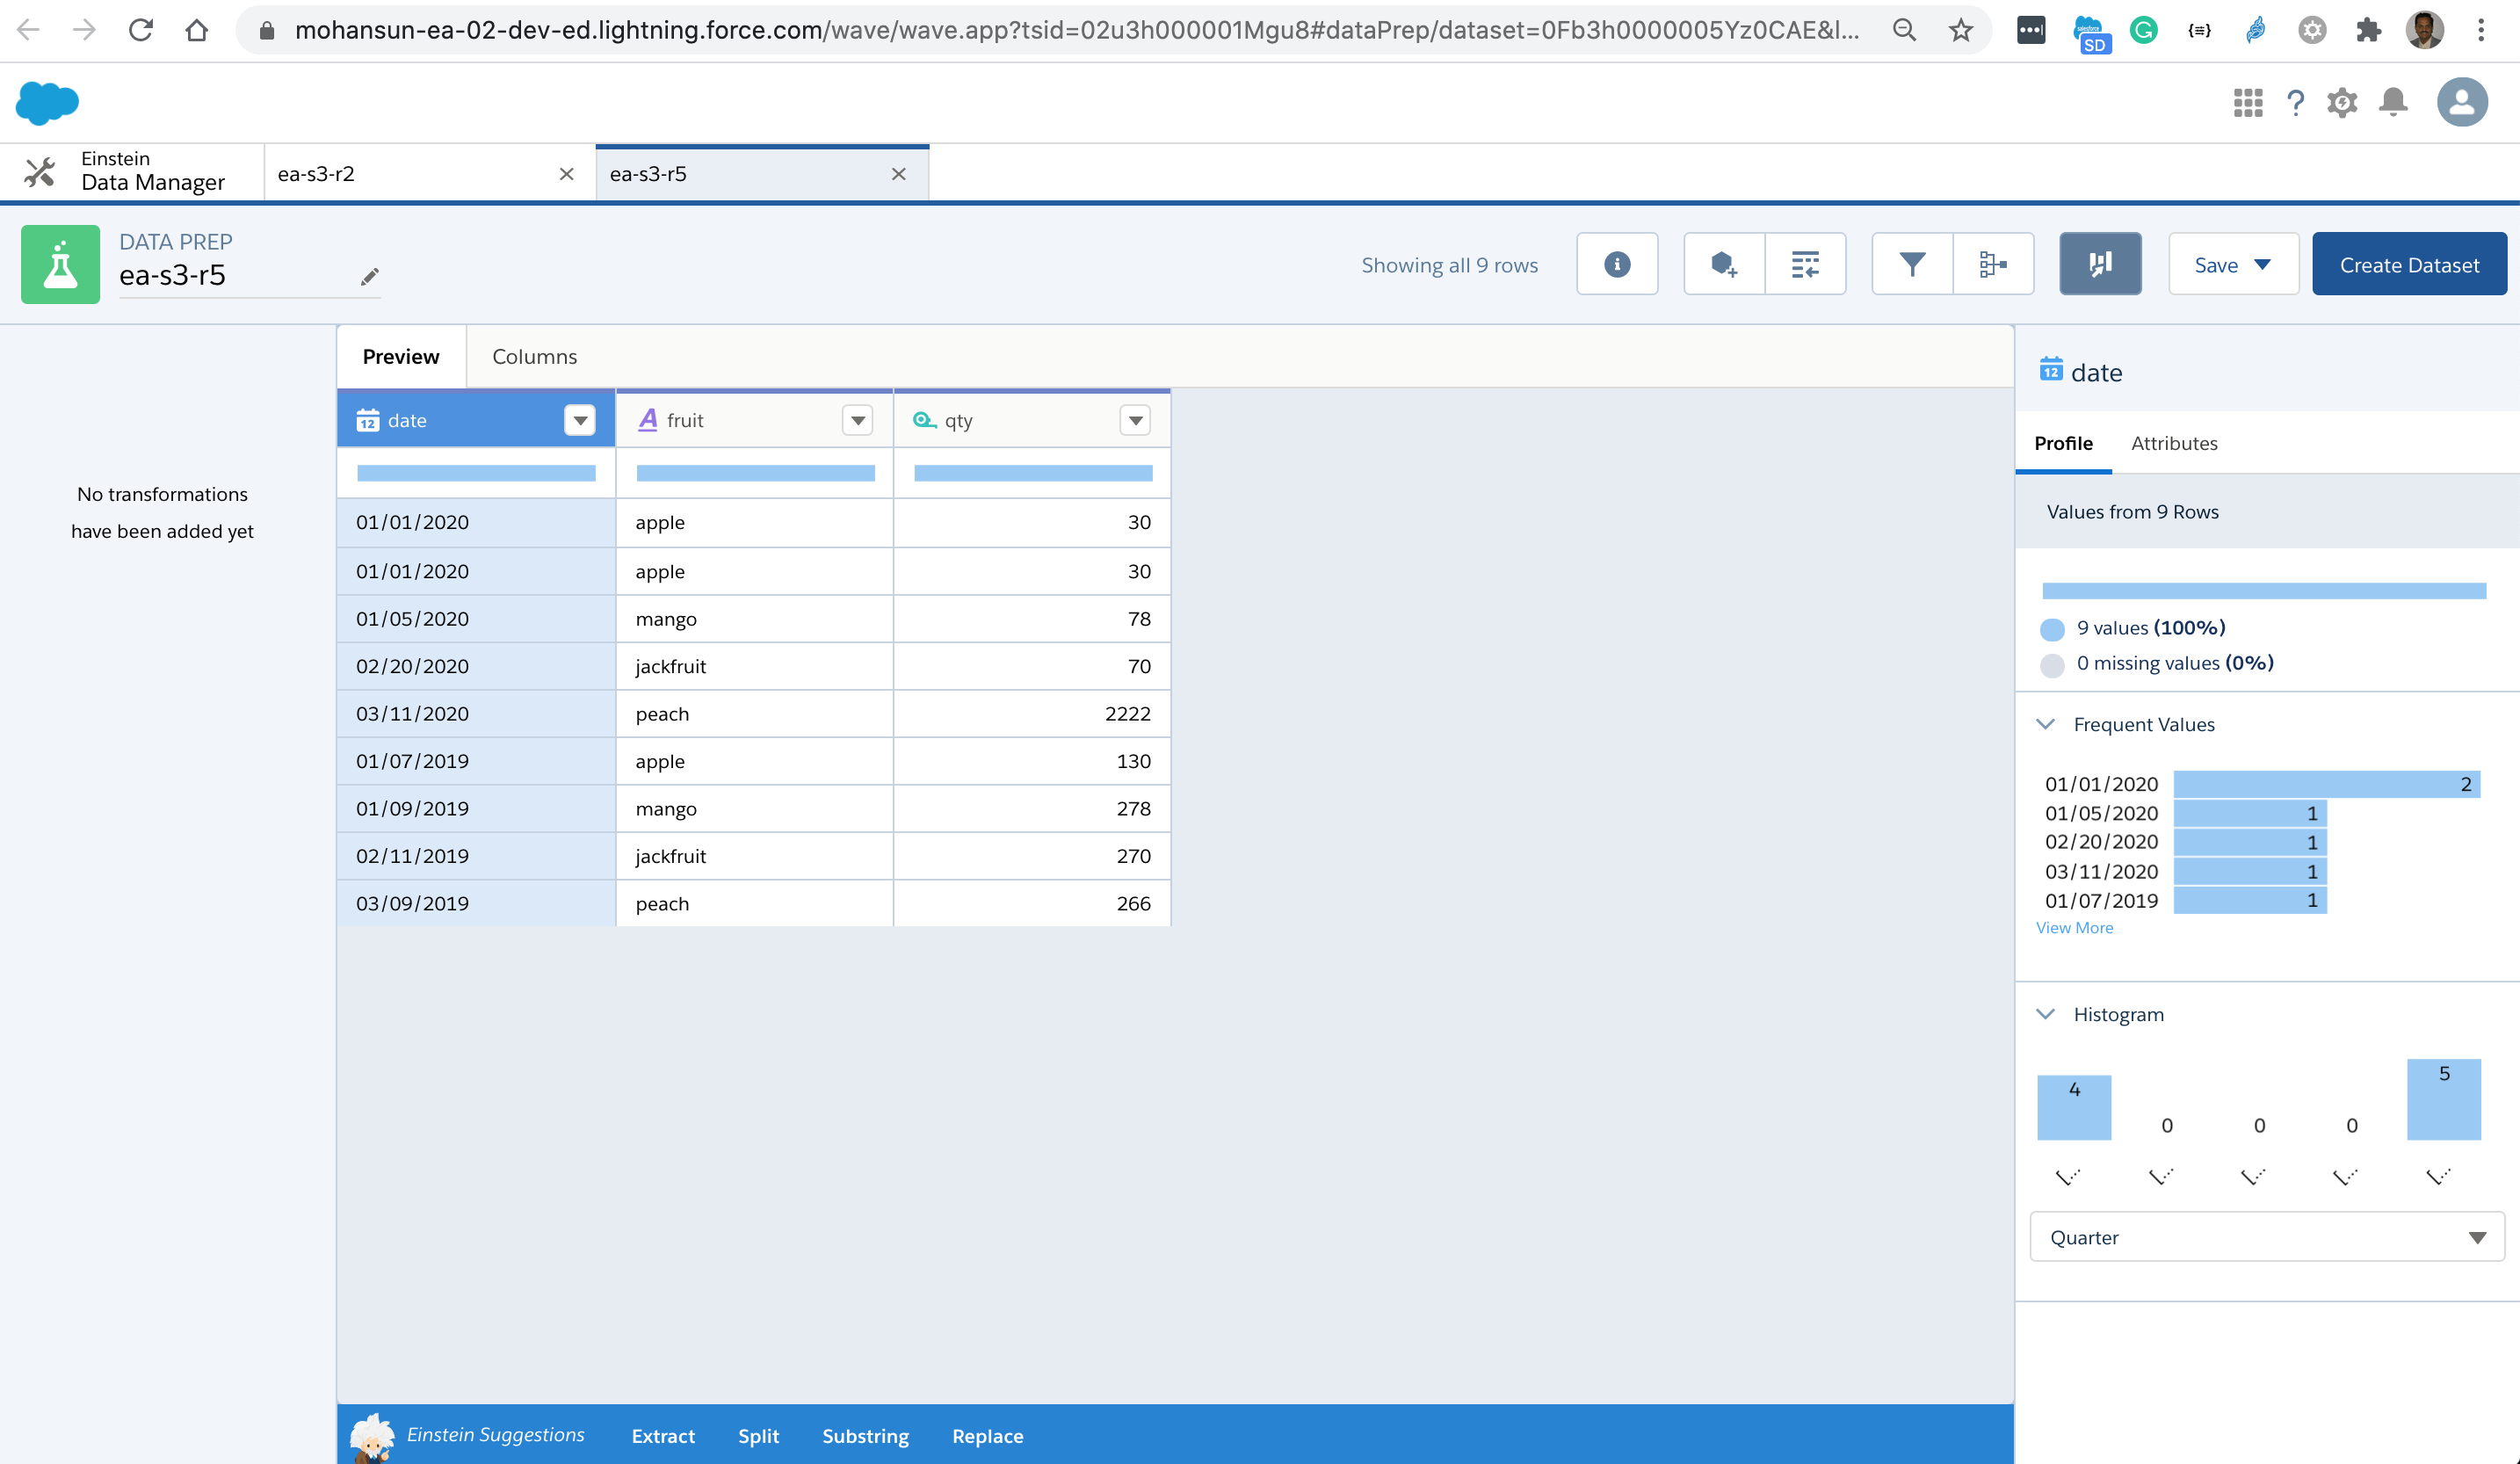 mohansun-ea-02-dev-ed.lightning.force.com/wave/wave.app?tsid=02u3h000001Mgu8#dataPrep/dataset=0Fb3h0000005Yz0CAE&l...
SD
Einstein
Data Manager
ea-s3-r2
ea-s3-r5
DATA PREP
ea-s3-r5
Showing all 9 rows
Save
Create Dataset
Preview
Columns
12 date
A fruit
qty
No transformations
have been added yet
01/01/2020 apple 30
01/01/2020 apple 30
01/05/2020 mango 78
02/20/2020 jackfruit 70
03/11/2020 peach 2222
01/07/2019 apple 130
01/09/2019 mango 278
02/11/2019 jackfruit 270
03/09/2019 peach 266
12 date
Profile
Attributes
Values from 9 Rows
9 values (100%)
0 missing values (0%)
Frequent Values
01/01/2020 2
01/05/2020 1
02/20/2020 1
03/11/2020 1
01/07/2019 1
View More
Histogram
4 0 0 0 5
[... [... [... [... [...
Quarter
Einstein Suggestions
Extract
Split
Substring
Replace